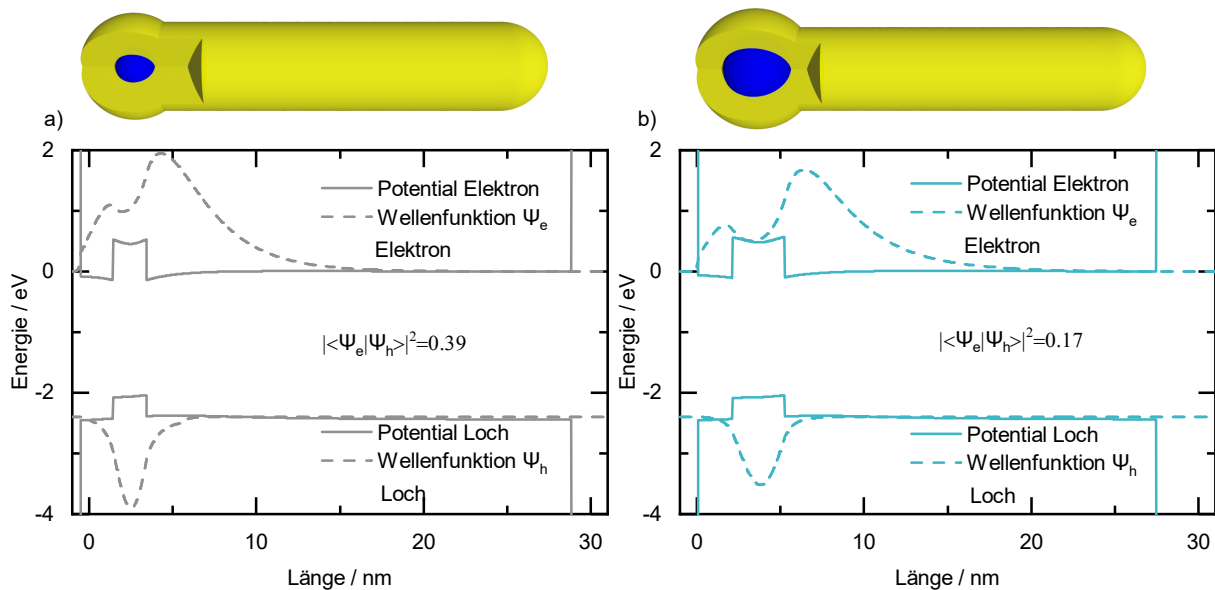 a)
2
0
-2
-4
Energie / eV
Potential Elektron
Wellenfunktion Ψe
Elektron
|<Ψe|Ψh>|²=0.39
Potential Loch
Wellenfunktion Ψh
Loch
0
10
20
30
Länge / nm
b)
2
0
-2
-4
Energie / eV
Potential Elektron
Wellenfunktion Ψe
Elektron
|<Ψe|Ψh>|²=0.17
Potential Loch
Wellenfunktion Ψh
Loch
0
10
20
30
Länge / nm